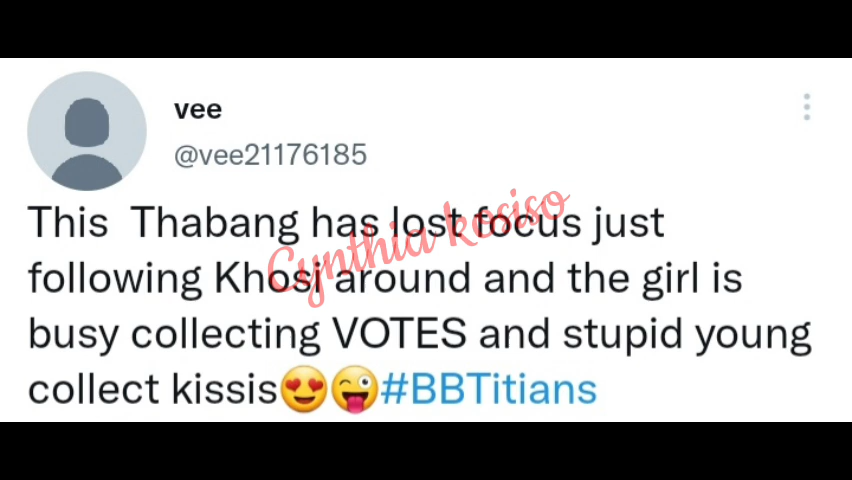 vee
@vee21176185
This Thabang has lost focus just
following Khosi around and the girl is
busy collecting VOTES and stupid young
collect kissis😍😜#BBTitians
Cynthia kosiso